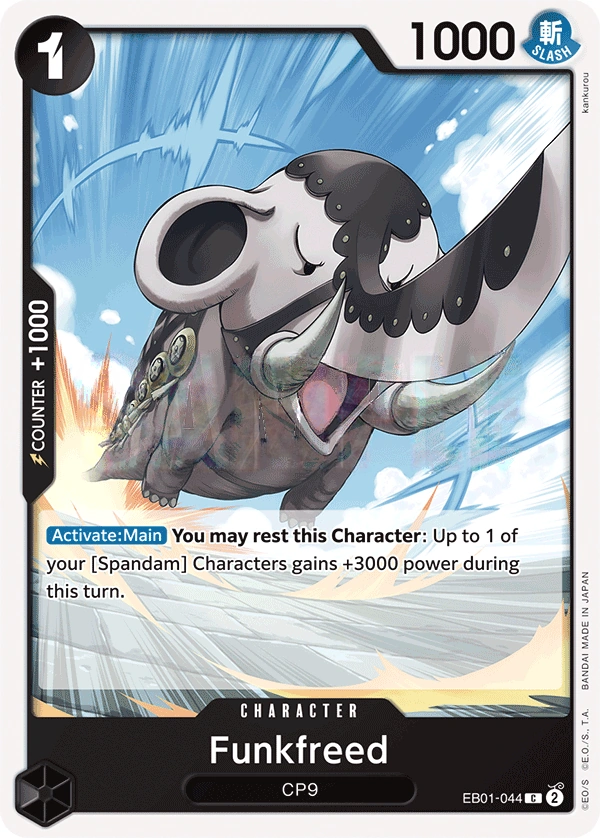 1
1000
斬
SLASH
kankurou
COUNTER +1000
Activate:Main You may rest this Character: Up to 1 of
your [Spandam] Characters gains +3000 power during
this turn.
CHARACTER
Funkfreed
CP9
EB01-044 C 2
©EO/S ©E.O./S., T.A. BANDAI MADE IN JAPAN